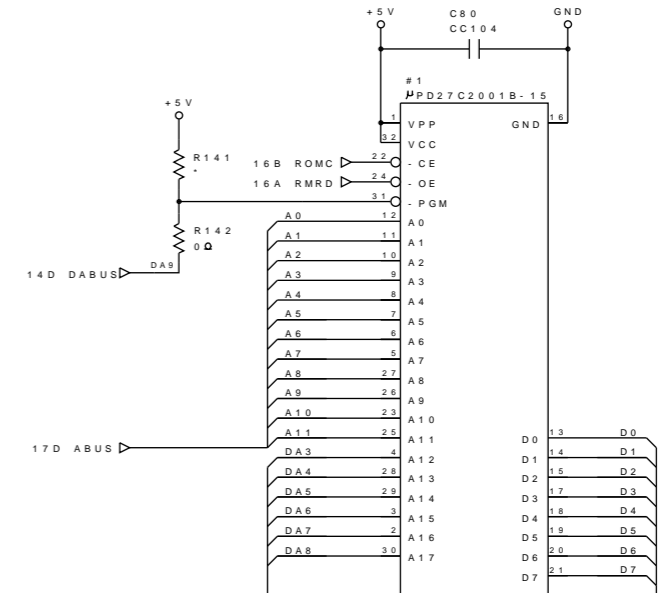 +5V C80 GND
CC104
#1
μPD27C2001B-15
+5V
1 VPP GND 16
32 VCC
R141
*
16B ROMC 22 -CE
16A RMRD 24 -OE
31 -PGM
A0 12 A0
R142
0Ω
A1 11 A1
A2 10 A2
DA9
14D DABUS
A3 9 A3
A4 8 A4
A5 7 A5
A6 6 A6
A7 5 A7
A8 27 A8
A9 26 A9
A10 23 A10
A11 25 A11 D0 13 D0
17D ABUS
DA3 4 A12 D1 14 D1
DA4 28 A13 D2 15 D2
DA5 29 A14 D3 17 D3
DA6 3 A15 D4 18 D4
DA7 2 A16 D5 19 D5
DA8 30 A17 D6 20 D6
D7 21 D7